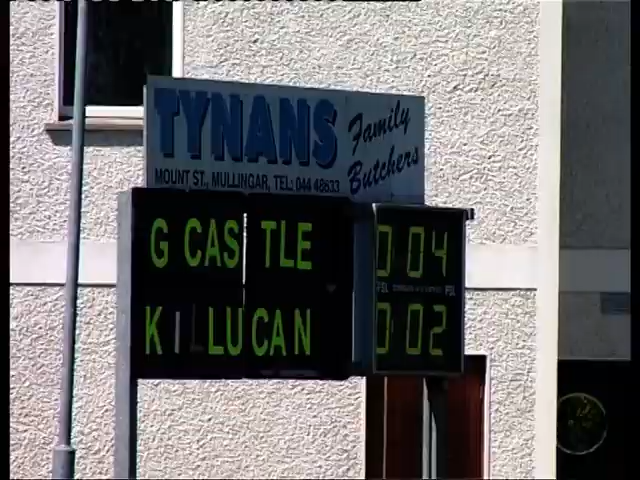 TYNANS Family Butchers
MOUNT ST., MULLINGAR, TEL: 044 48633
G CASTLE 0 04
KILLUCAN 0 02